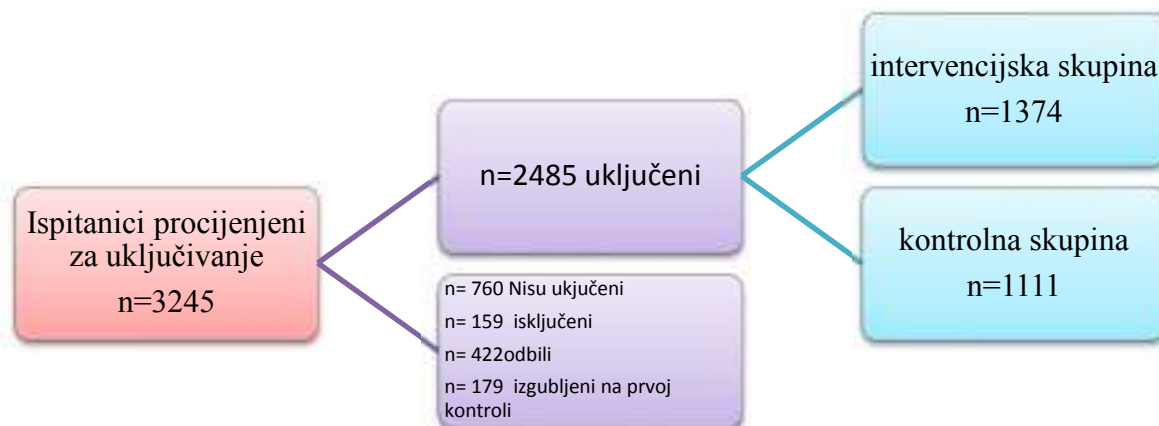 Ispitanici procijenjeni
za uključivanje
n=3245
n=2485 uključeni
n= 760 Nisu ukjučeni
n= 159  isključeni
n= 422odbili
n= 179  izgubljeni na prvoj
kontroli
intervencijska skupina
n=1374
kontrolna skupina
n=1111